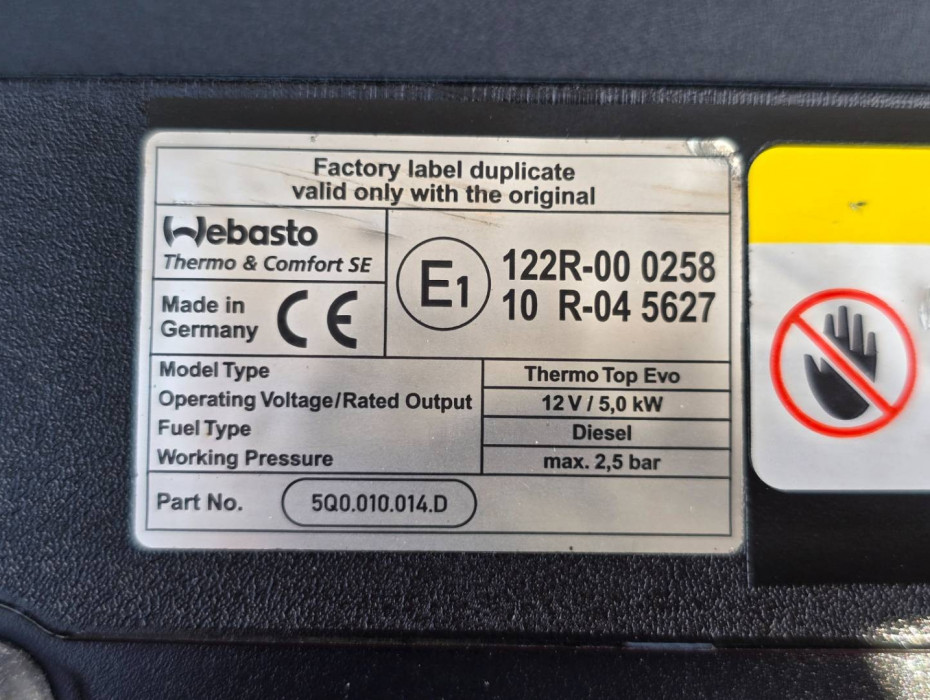 Factory label duplicate
valid only with the original
Webasto
Thermo & Comfort SE
Made in
Germany
CE
E1
122R-00 0258
10 R-04 5627
Model Type
Thermo Top Evo
Operating Voltage/Rated Output
12 V / 5,0 kW
Fuel Type
Diesel
Working Pressure
max. 2,5 bar
Part No.
5Q0.010.014.D